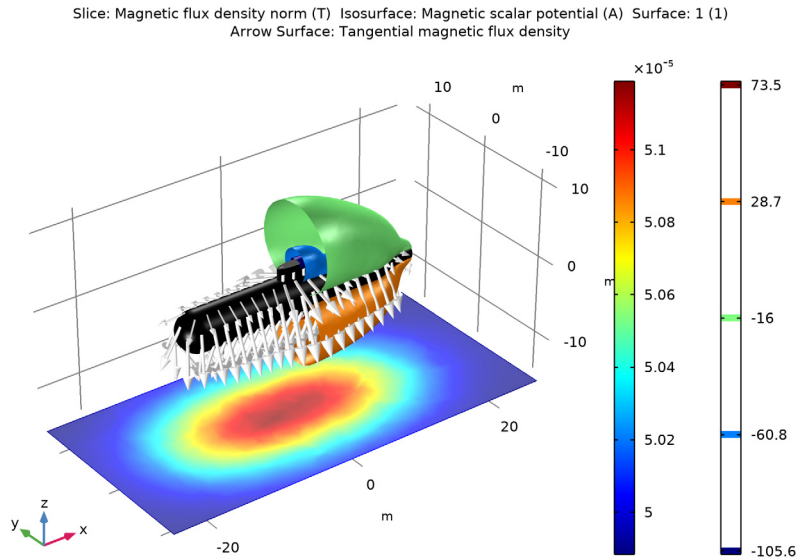 Slice: Magnetic flux density norm (T)  Isosurface: Magnetic scalar potential (A)  Surface: 1 (1)
Arrow Surface: Tangential magnetic flux density
×10⁻⁵
10
m
0
-10
10
0
m
-10
20
0
m
-20
z
y
x
5.1
5.08
5.06
5.04
5.02
5
73.5
28.7
-16
-60.8
-105.6